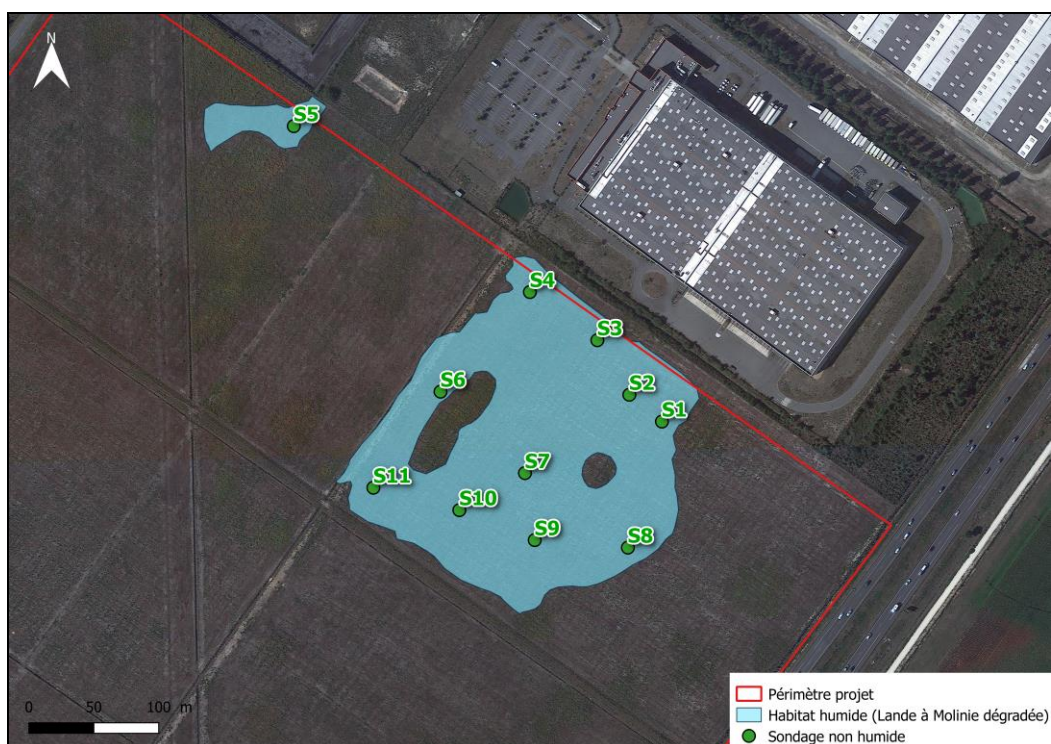 N
S5
S4
S3
S6
S2
S1
S7
S11
S10
S9
S8
0 50 100 m
Périmètre projet
Habitat humide (Lande à Molinie dégradée)
Sondage non humide